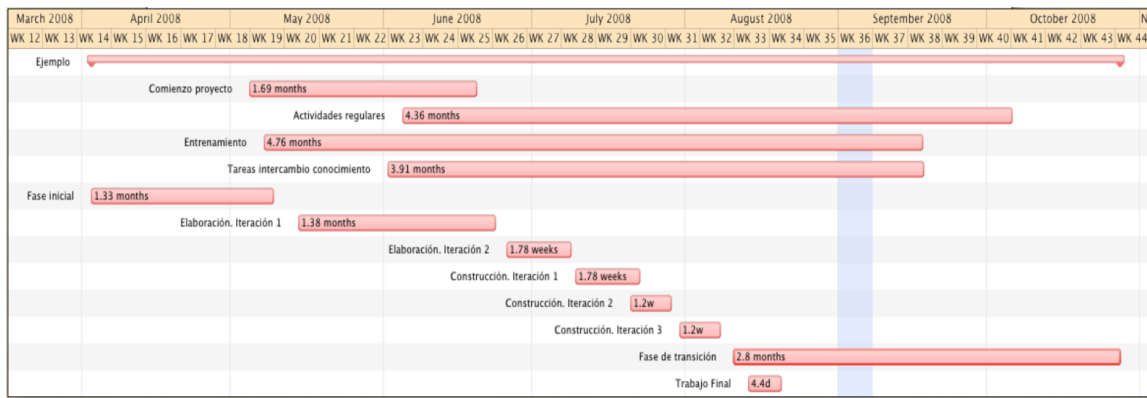 March 2008 April 2008 May 2008 June 2008 July 2008 August 2008 September 2008 October 2008 N
WK 12 WK 13 WK 14 WK 15 WK 16 WK 17 WK 18 WK 19 WK 20 WK 21 WK 22 WK 23 WK 24 WK 25 WK 26 WK 27 WK 28 WK 29 WK 30 WK 31 WK 32 WK 33 WK 34 WK 35 WK 36 WK 37 WK 38 WK 39 WK 40 WK 41 WK 42 WK 43 WK 44
Ejemplo
Comienzo proyecto 1.69 months
Actividades regulares 4.36 months
Entrenamiento 4.76 months
Tareas intercambio conocimiento 3.91 months
Fase inicial 1.33 months
Elaboración. Iteración 1 1.38 months
Elaboración. Iteración 2 1.78 weeks
Construcción. Iteración 1 1.78 weeks
Construcción. Iteración 2 1.2w
Construcción. Iteración 3 1.2w
Fase de transición 2.8 months
Trabajo Final 4.4d